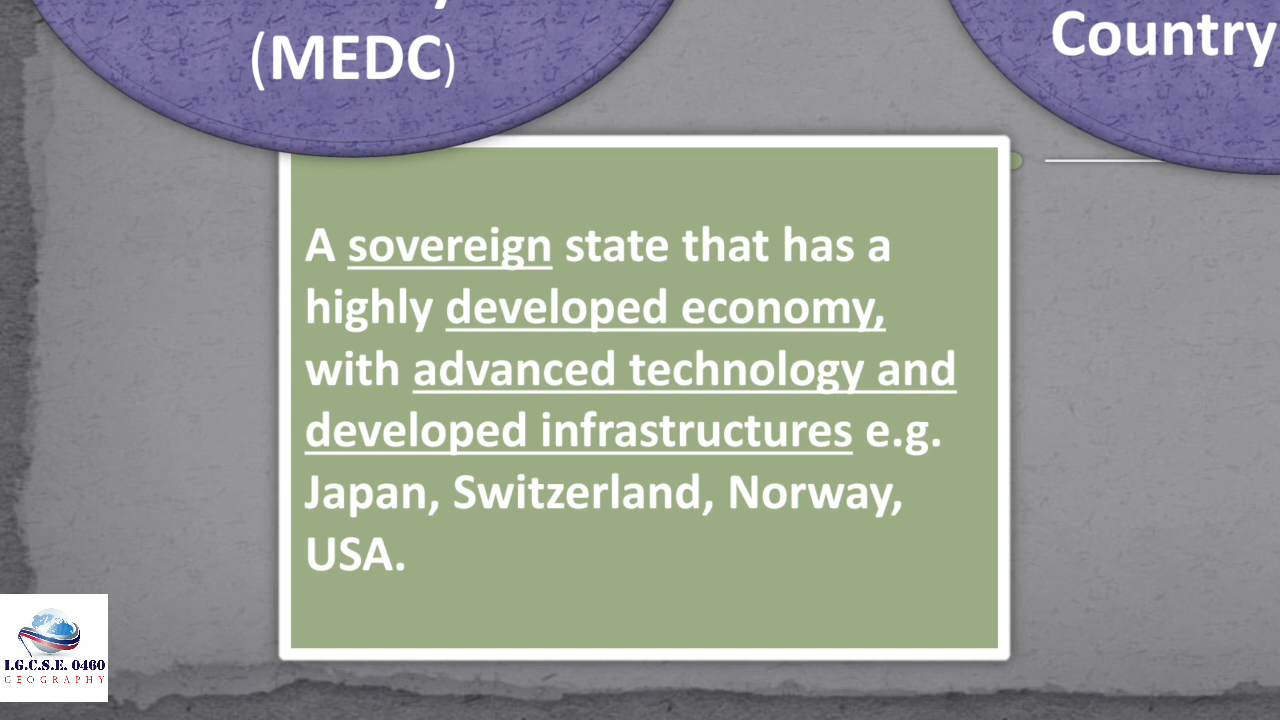 (MEDC)
Country
A sovereign state that has a
highly developed economy,
with advanced technology and
developed infrastructures e.g.
Japan, Switzerland, Norway,
USA.
I.G.C.S.E. 0460
GEOGRAPHY